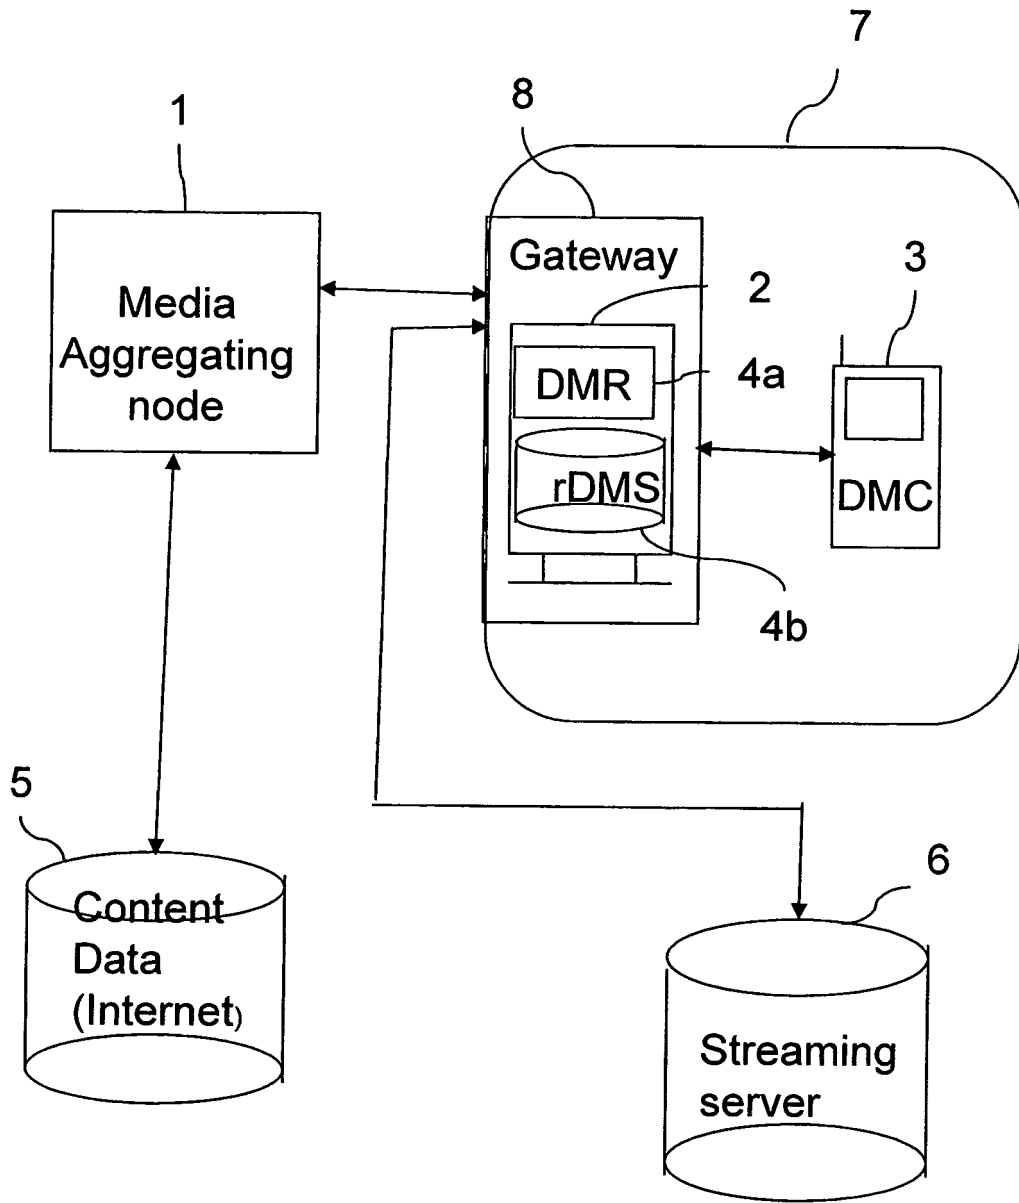 7
8
1
Gateway
3
2
Media
Aggregating
node
DMR
4a
rDMS
DMC
4b
5
6
Content
Data
(Internet)
Streaming
server